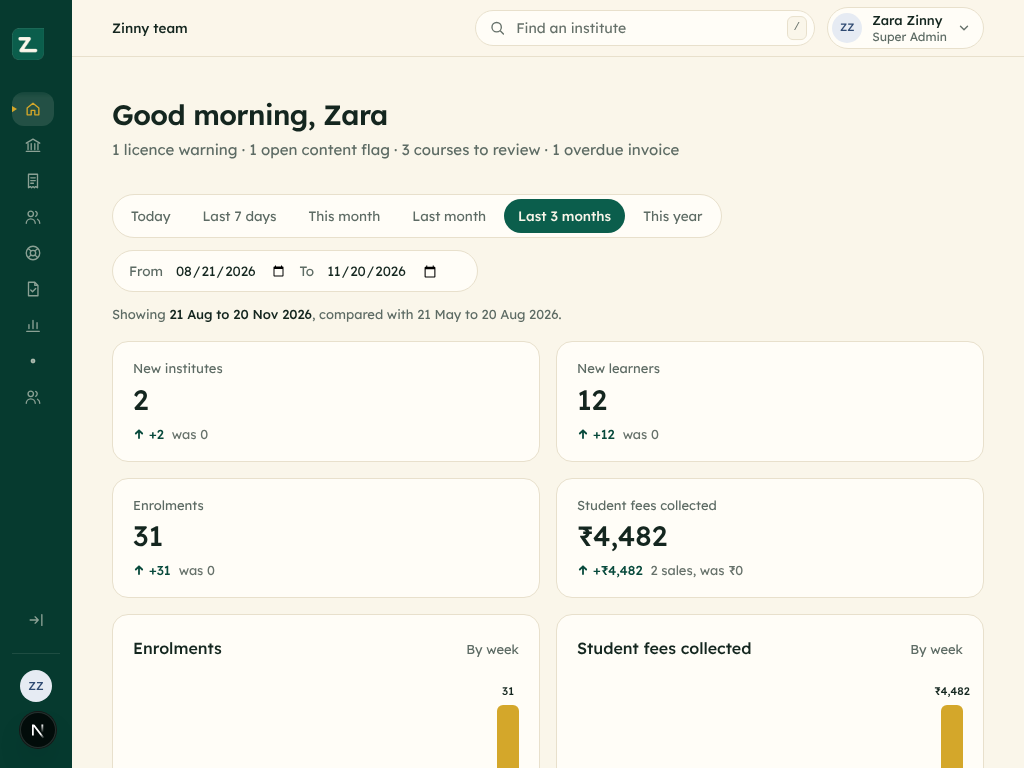 Z
Zinny team
Find an institute
/
ZZ
Zara Zinny
Super Admin
Good morning, Zara
1 licence warning · 1 open content flag · 3 courses to review · 1 overdue invoice
Today Last 7 days This month Last month Last 3 months This year
From 08/21/2026 To 11/20/2026
Showing 21 Aug to 20 Nov 2026, compared with 21 May to 20 Aug 2026.
New institutes
2
↑ +2 was 0
New learners
12
↑ +12 was 0
Enrolments
31
↑ +31 was 0
Student fees collected
₹4,482
↑ +₹4,482 2 sales, was ₹0
Enrolments By week
31
Student fees collected By week
₹4,482
ZZ
N